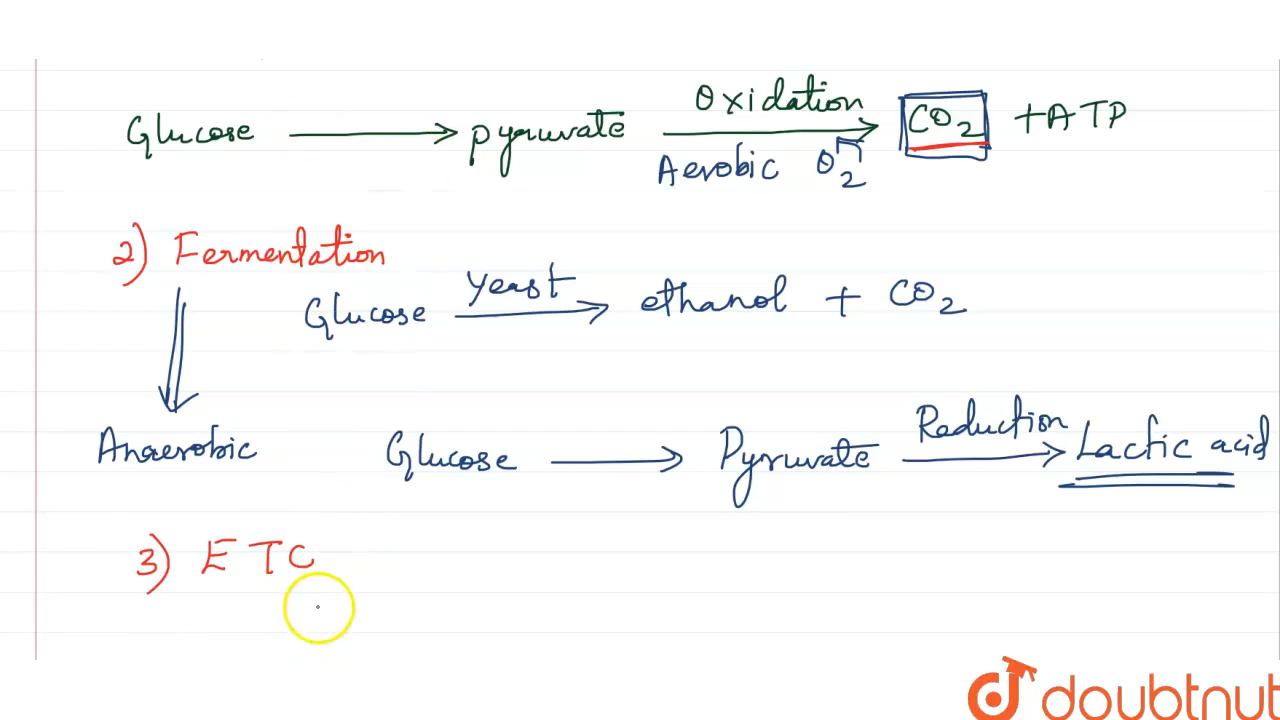 Oxidation
Glucose → pyruvate → CO2 + ATP
Aerobic O2
2) Fermentation
Glucose Yeast → ethanol + CO2
Reduction
Anaerobic Glucose → Pyruvate → Lactic acid
3) ETC
doubtnut